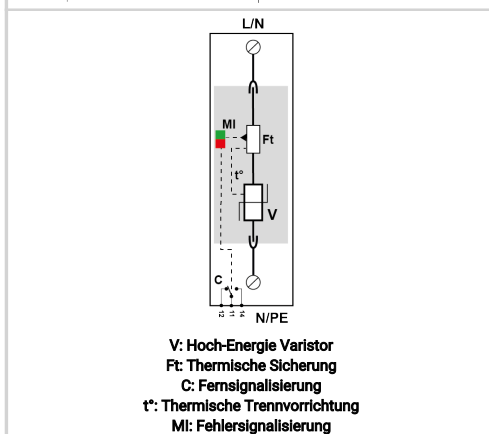 L/N
MI
Ft
t°
V
C
12 11 14
N/PE
V: Hoch-Energie Varistor
Ft: Thermische Sicherung
C: Fernsignalisierung
t°: Thermische Trennvorrichtung
MI: Fehlersignalisierung